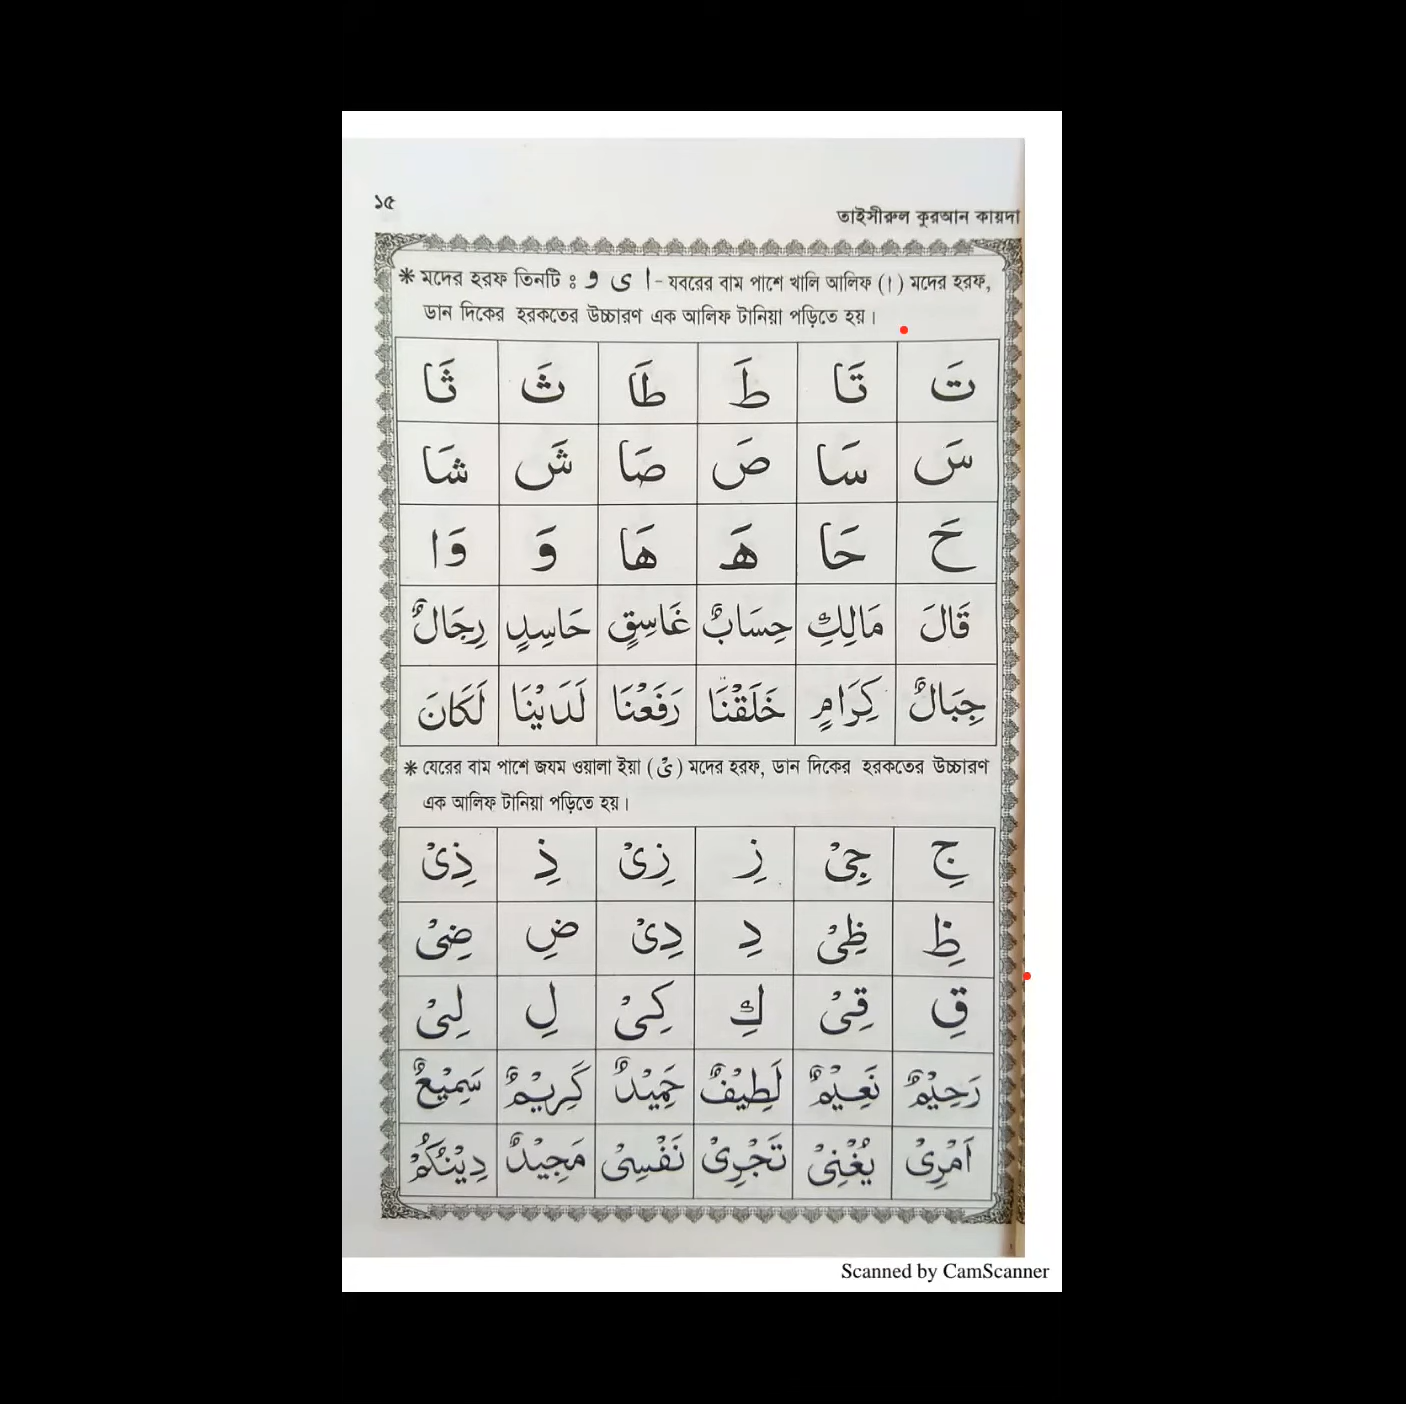 ১৫
তাইসীরুল কুরআন কায়দা
* মদের হরফ তিনটি ঃ و ى ا - যবরের বাম পাশে খালি আলিফ (ا) মদের হরফ,
ডান দিকের হরকতের উচ্চারণ এক আলিফ টানিয়া পড়িতে হয়।
تَ تَا طَ طَا ثَ ثَا
سَ سَا صَ صَا شَ شَا
حَ حَا هَ هَا وَ وَا
قَالَ مَالِكِ حِسَابٌ غَاسِقٍ حَاسِدٍ رِجَالٌ
جِبَالٌ كِرَامٍ خَلَقْنَا رَفَعْنَا لَدَيْنَا لَكَانَ
* যেরের বাম পাশে জযম ওয়ালা ইয়া (ىْ) মদের হরফ, ডান দিকের হরকতের উচ্চারণ
এক আলিফ টানিয়া পড়িতে হয়।
جِ جِىْ زِ زِىْ ذِ ذِىْ
ظِ ظِىْ دِ دِىْ ضِ ضِىْ
قِ قِىْ كِ كِىْ لِ لِىْ
رَحِيْمٌ نَعِيْمٌ لَطِيْفٌ حَمِيْدٌ كَرِيْمٌ سَمِيْعٌ
اَمْرِىْ يُغْنِىْ تَجْرِىْ نَفْسِىْ مَجِيْدٌ دِيْنُكُمْ
Scanned by CamScanner